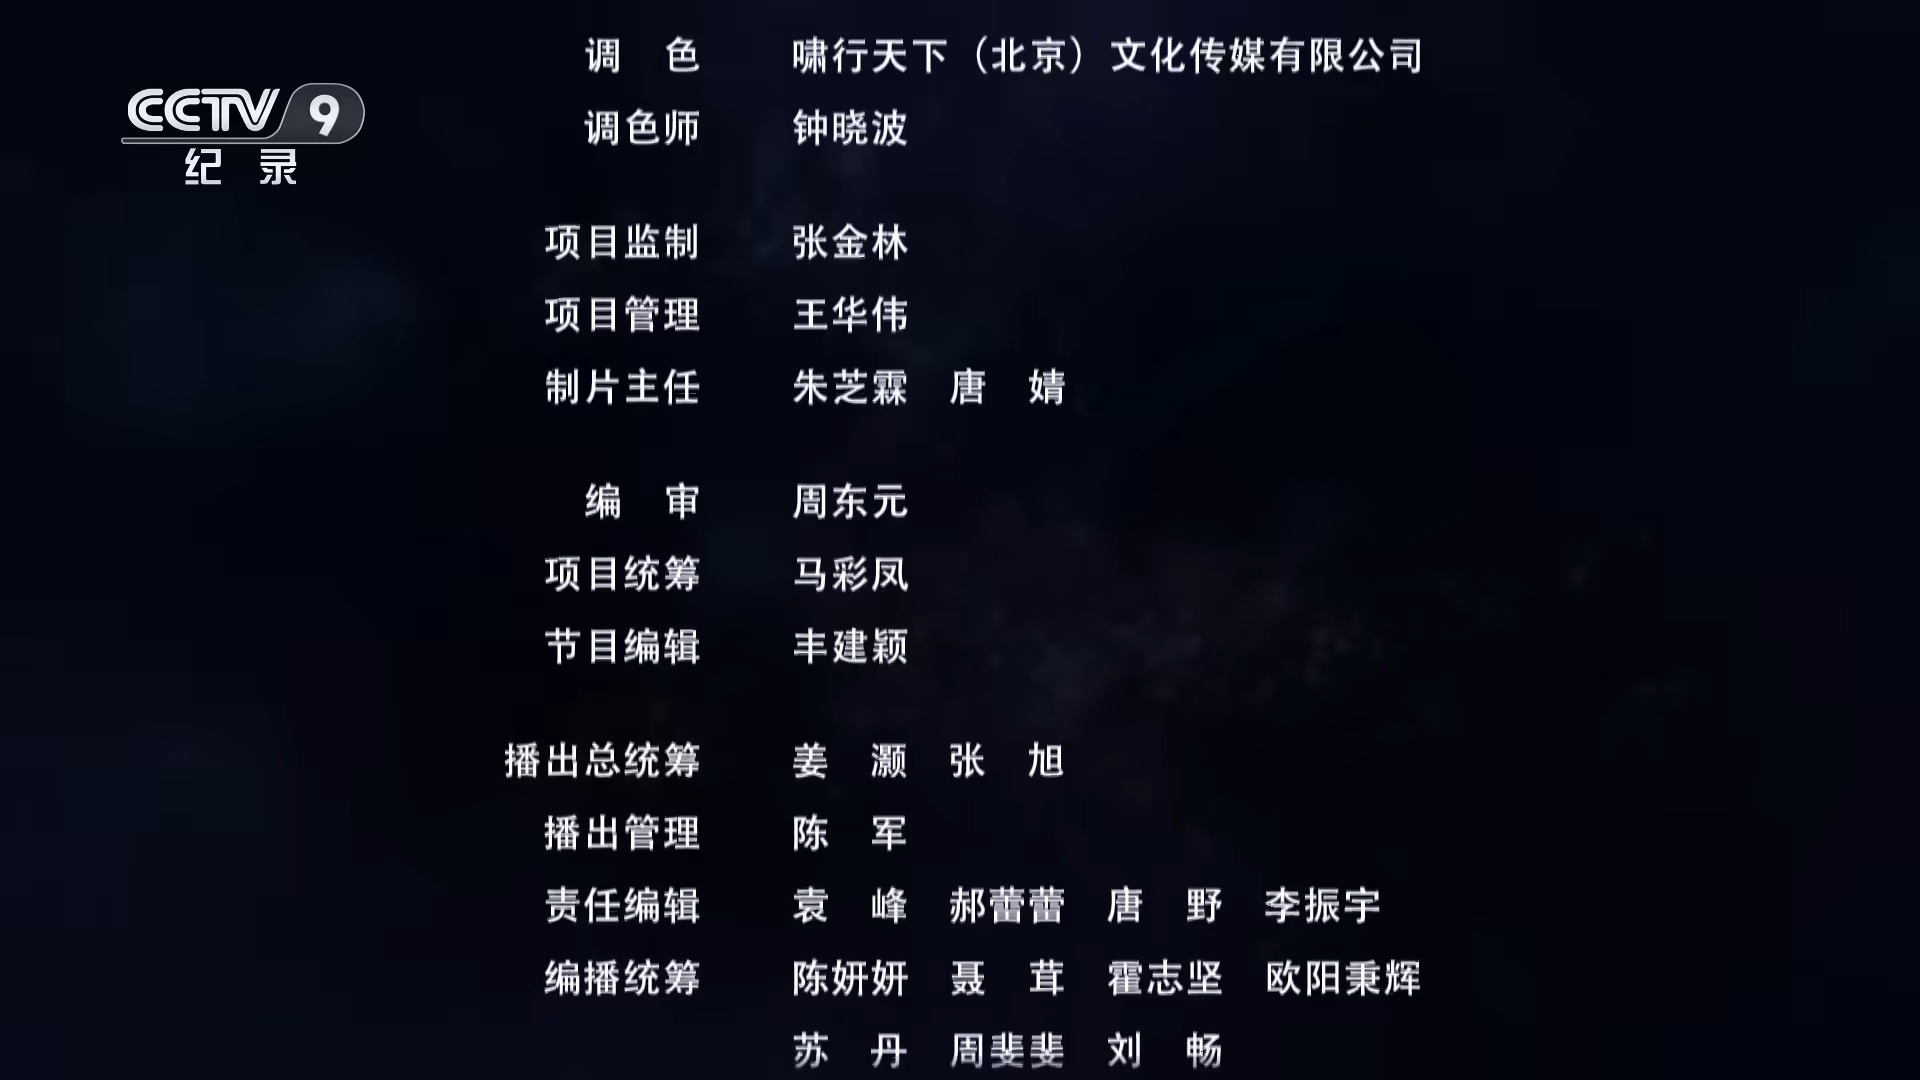 调 色 啸行天下（北京）文化传媒有限公司
CCTV 9
纪 录
调色师 钟晓波
项目监制 张金林
项目管理 王华伟
制片主任 朱芝霖 唐 婧
编 审 周东元
项目统筹 马彩凤
节目编辑 丰建颖
播出总统筹 姜 灏 张 旭
播出管理 陈 军
责任编辑 袁 峰 郝蕾蕾 唐 野 李振宇
编播统筹 陈妍妍 聂 茸 霍志坚 欧阳秉辉
苏 丹 周斐斐 刘 畅